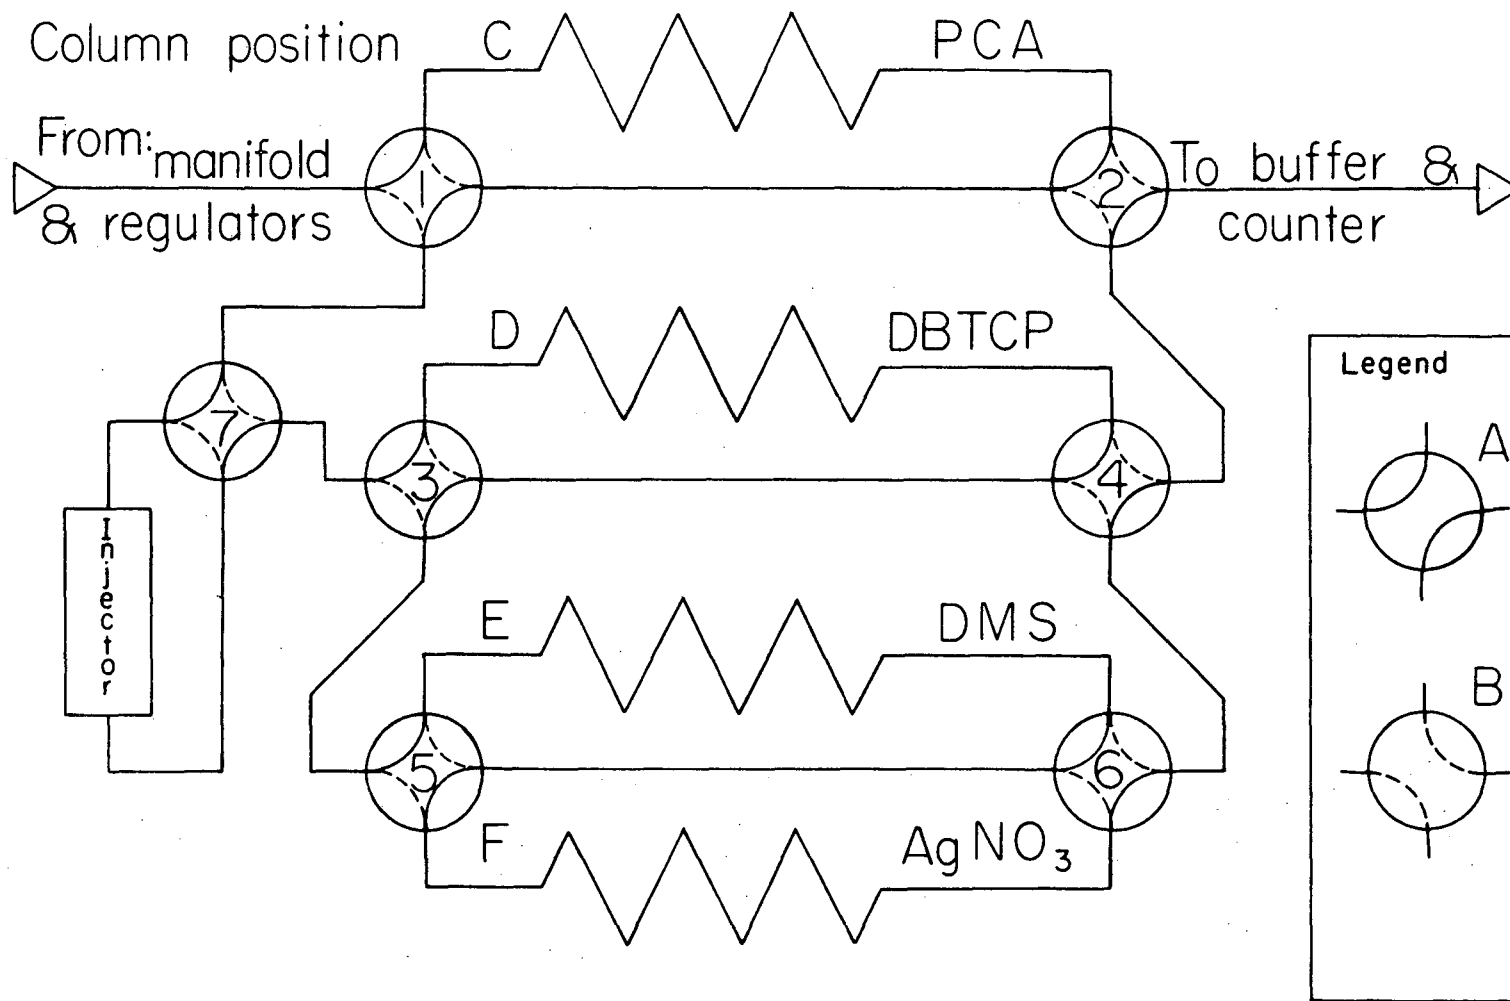 Column position
C
PCA
From:
manifold
& regulators
1
2
To buffer &
counter
D
DBTCP
7
3
4
Injector
E
DMS
5
6
F
AgNO₃
Legend
A
B